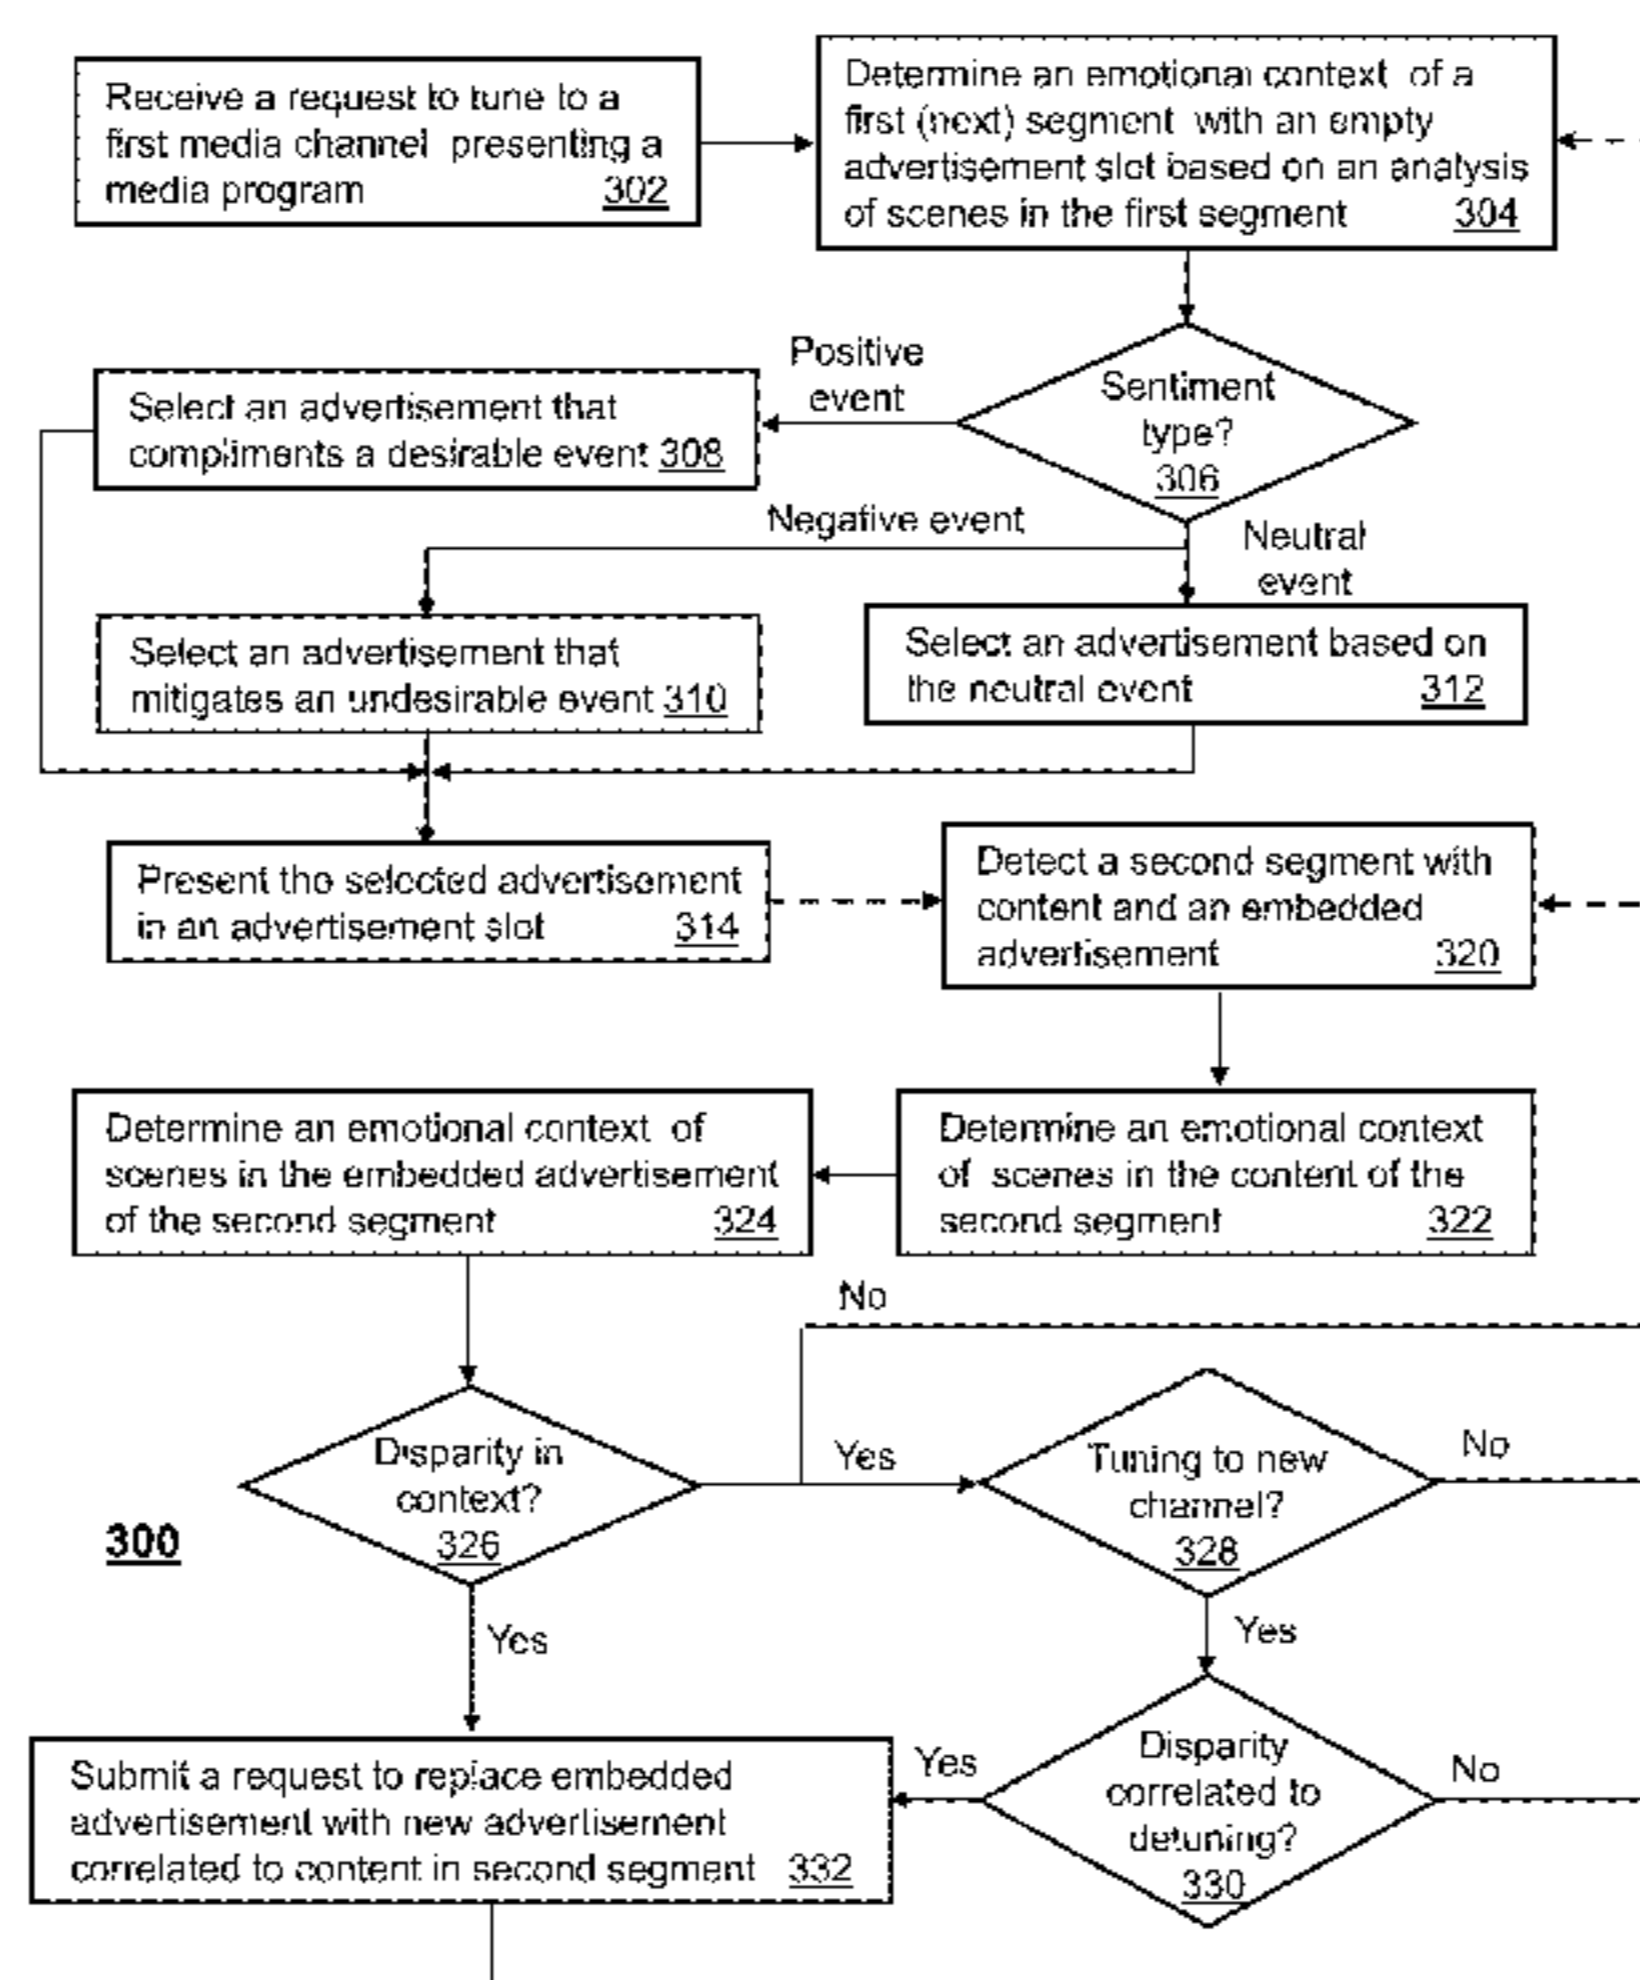 Receive a request to tune to a
first media channel presenting a
media program 302
Determine an emotional context of a
first (next) segment with an empty
advertisement slot based on an analysis
of scenes in the first segment 304
Sentiment
type?
306
Positive
event
Select an advertisement that
compliments a desirable event 308
Negative event
Neutral
event
Select an advertisement that
mitigates an undesirable event 310
Select an advertisement based on
the neutral event 312
Present the selected advertisement
in an advertisement slot 314
Detect a second segment with
content and an embedded
advertisement 320
Determine an emotional context
of scenes in the content of the
second segment 322
Determine an emotional context of
scenes in the embedded advertisement
of the second segment 324
No
Disparity in
context?
326
Yes
Tuning to new
channel?
328
No
300
Yes
Yes
Disparity
correlated to
detuning?
330
Yes
No
Submit a request to replace embedded
advertisement with new advertisement
correlated to content in second segment 332